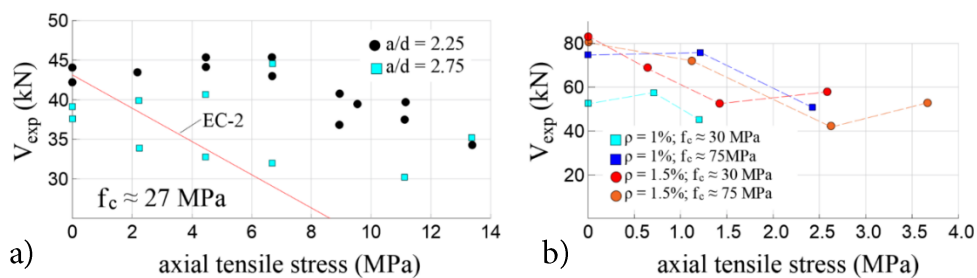 50
45
40
35
30
V_exp (kN)
a/d = 2.25
a/d = 2.75
EC-2
f_c ≈ 27 MPa
0 2 4 6 8 10 12 14
axial tensile stress (MPa)
a)
80
60
40
20
V_exp (kN)
ρ = 1%; f_c ≈ 30 MPa
ρ = 1%; f_c ≈ 75MPa
ρ = 1.5%; f_c ≈ 30 MPa
ρ = 1.5%; f_c ≈ 75 MPa
0 0.5 1.0 1.5 2.0 2.5 3.0 3.5 4.0
axial tensile stress (MPa)
b)